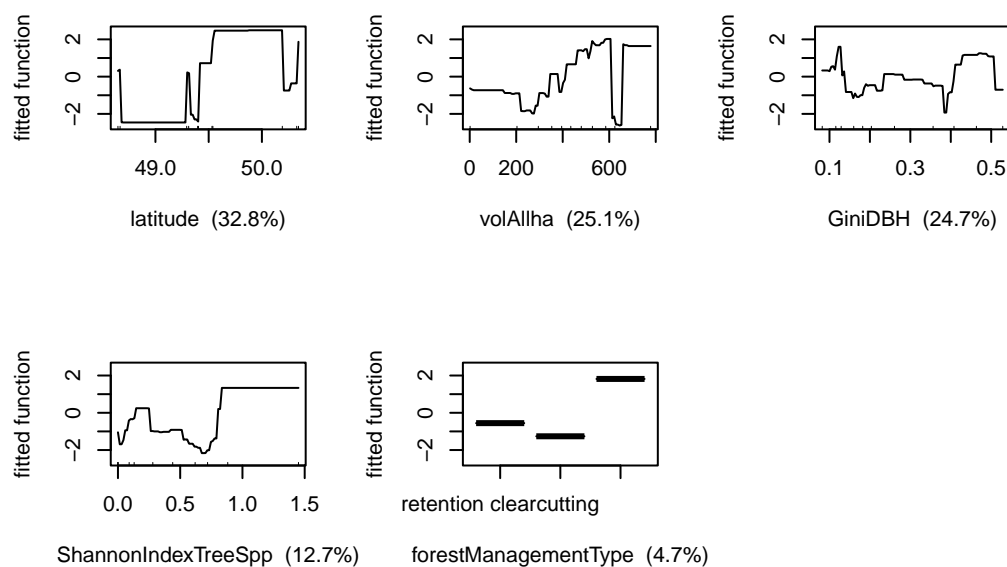 fitted function
2
0
−2
49.0 50.0
latitude (32.8%)
fitted function
2
0
−2
0 200 600
volAllha (25.1%)
fitted function
2
0
−2
0.1 0.3 0.5
GiniDBH (24.7%)
fitted function
2
0
−2
0.0 0.5 1.0 1.5
ShannonIndexTreeSpp (12.7%)
fitted function
2
0
−2
retention clearcutting
forestManagementType (4.7%)